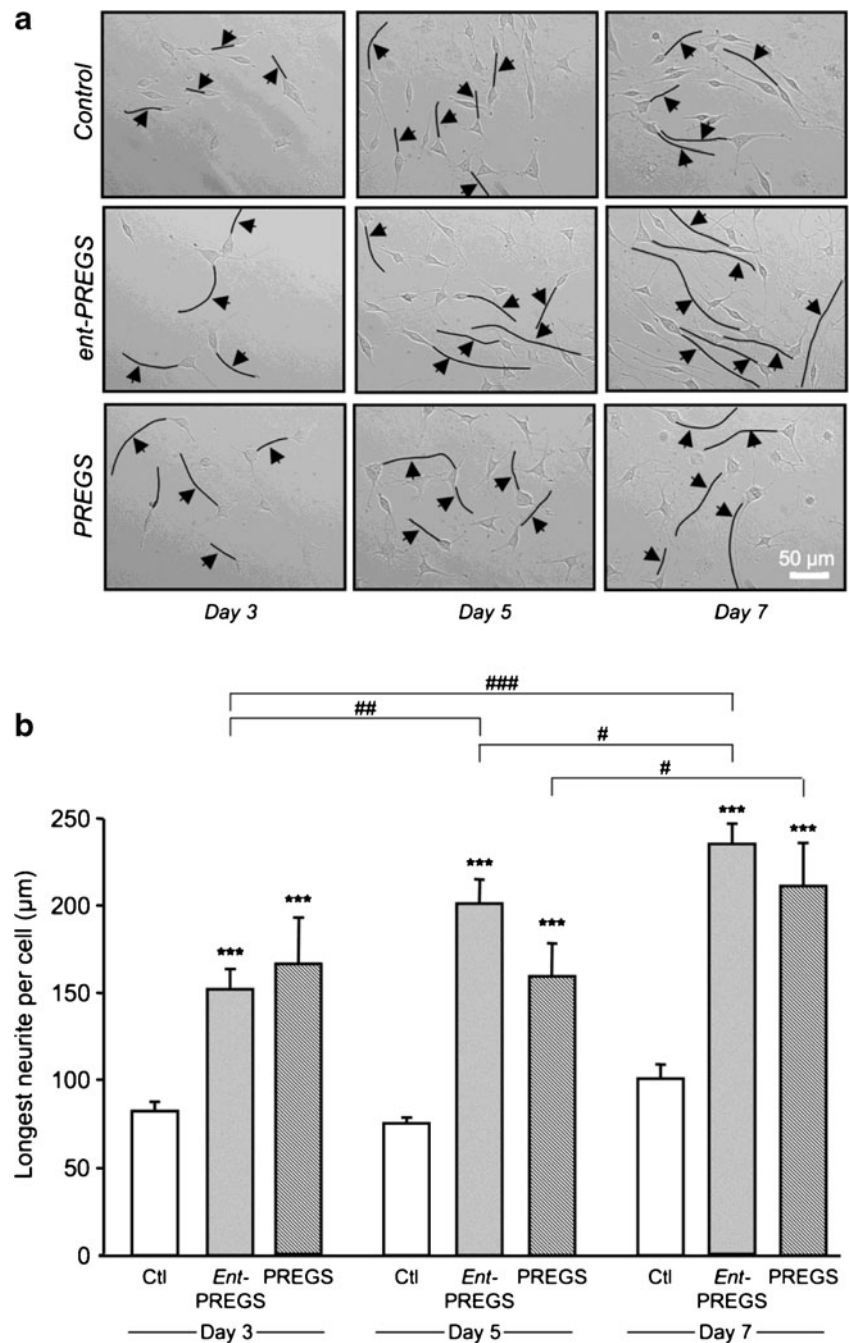 a
Control
ent-PREGS
PREGS
50 μm
Day 3 Day 5 Day 7
b
###
##
#
#
Longest neurite per cell (μm)
250
200
150
100
50
0
*** *** *** *** *** ***
Ctl Ent-PREGS PREGS Ctl Ent-PREGS PREGS Ctl Ent-PREGS PREGS
Day 3 Day 5 Day 7